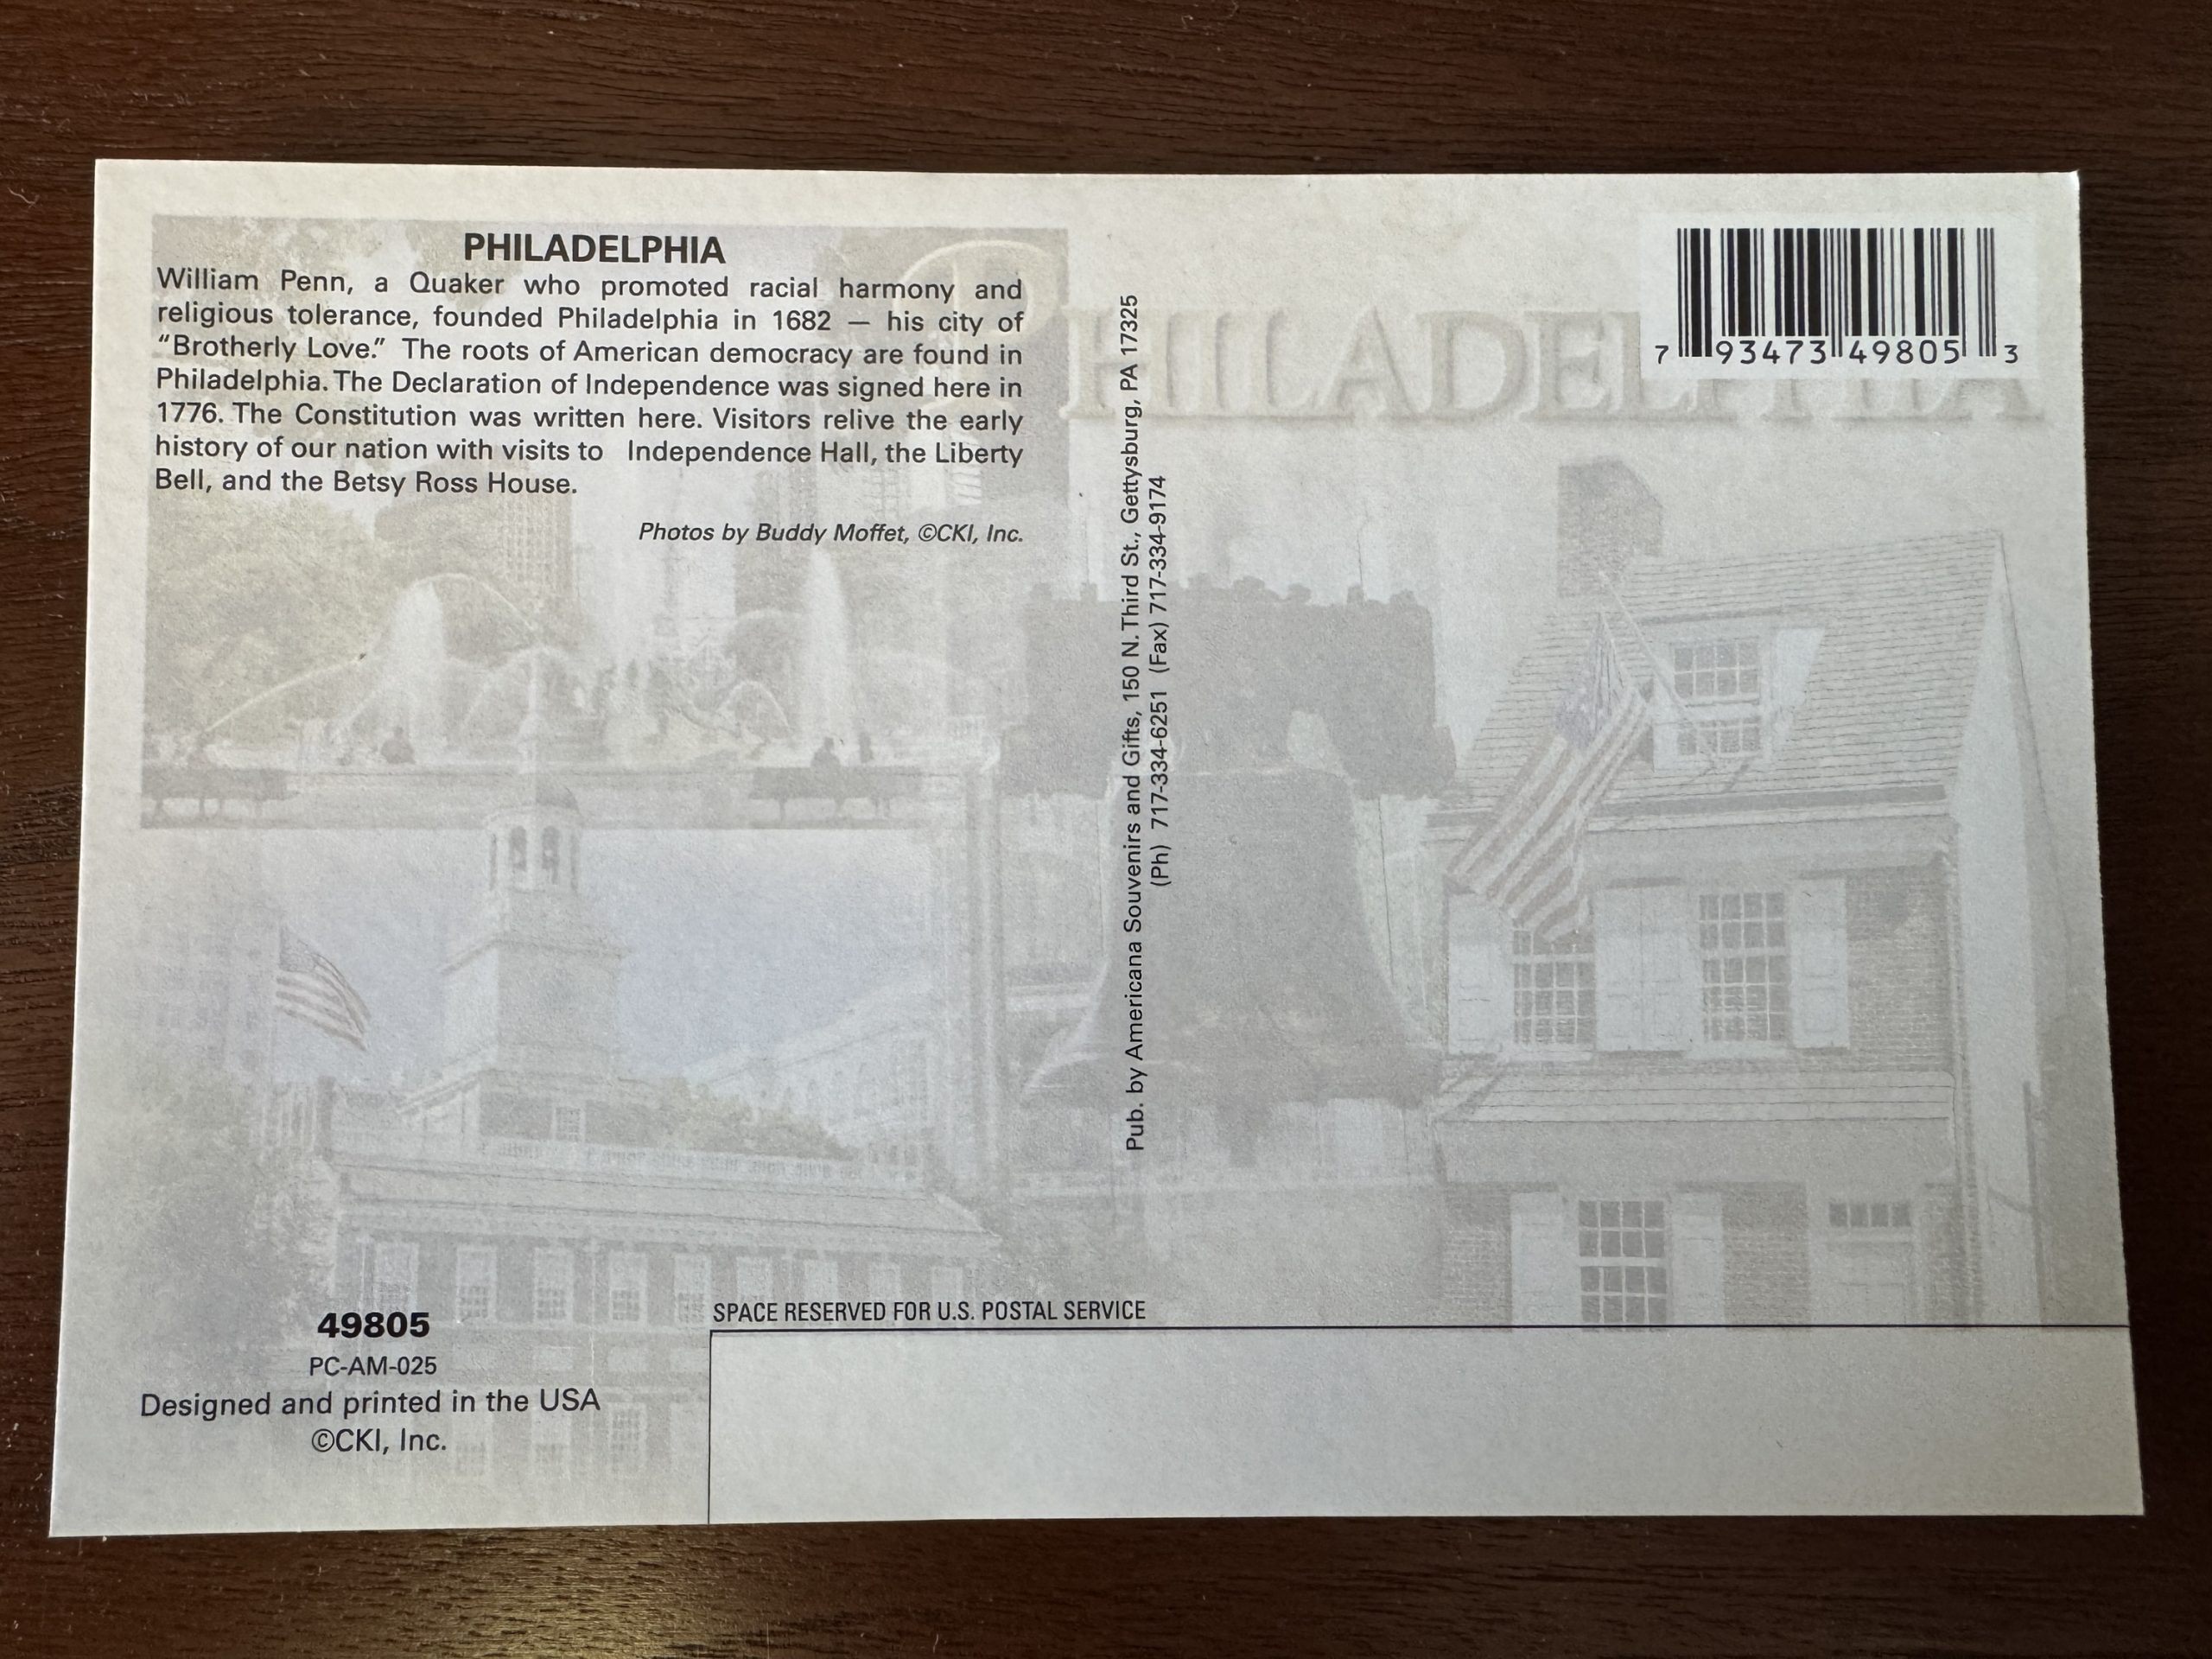 PHILADELPHIA
William Penn, a Quaker who promoted racial harmony and
religious tolerance, founded Philadelphia in 1682 — his city of
“Brotherly Love.” The roots of American democracy are found in
Philadelphia. The Declaration of Independence was signed here in
1776. The Constitution was written here. Visitors relive the early
history of our nation with visits to Independence Hall, the Liberty
Bell, and the Betsy Ross House.
Photos by Buddy Moffet, ©CKI, Inc.
PHILADELPHIA
7 93473 49805 3
Pub. by Americana Souvenirs and Gifts, 150 N. Third St., Gettysburg, PA 17325
(Ph) 717-334-6251 (Fax) 717-334-9174
49805
PC-AM-025
Designed and printed in the USA
©CKI, Inc.
SPACE RESERVED FOR U.S. POSTAL SERVICE